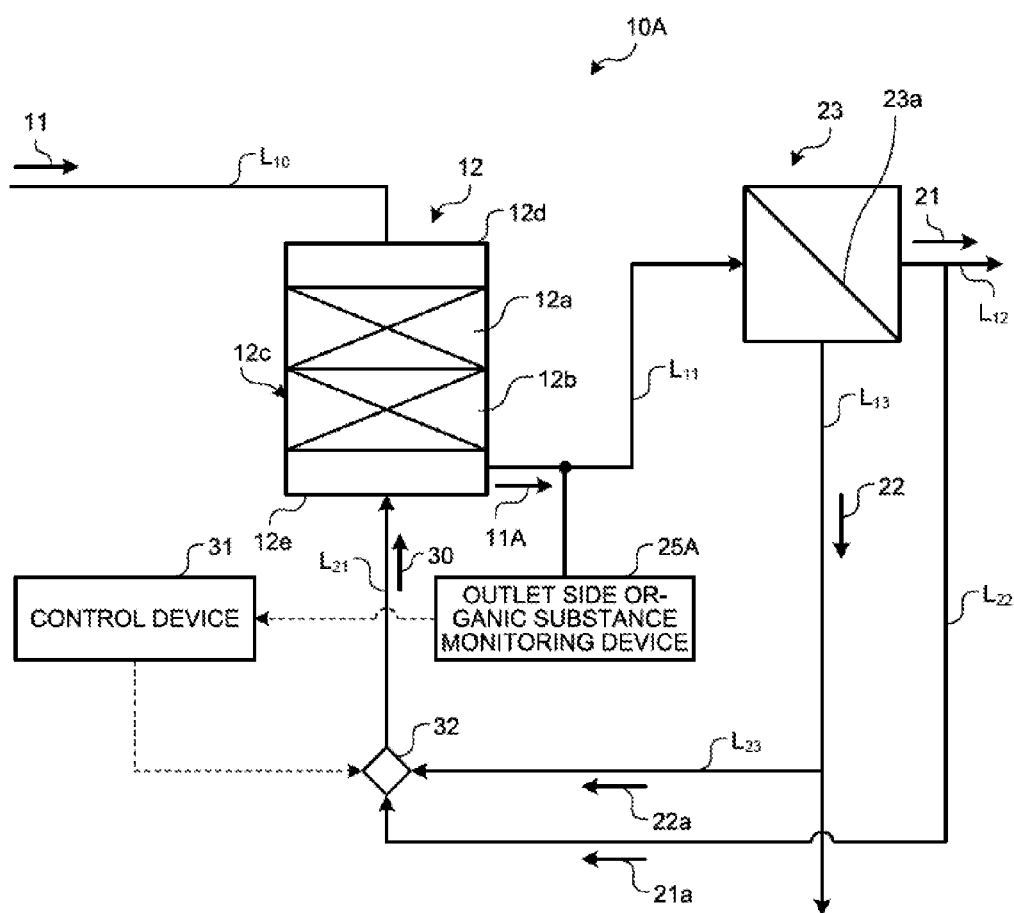 10A
11
L10
12
12d
23
23a
21
L12
12a
12c
12b
L11
L13
11A
22
12e
31
L21
30
25A
L22
CONTROL DEVICE
OUTLET SIDE OR-
GANIC SUBSTANCE
MONITORING DEVICE
32
L23
22a
21a